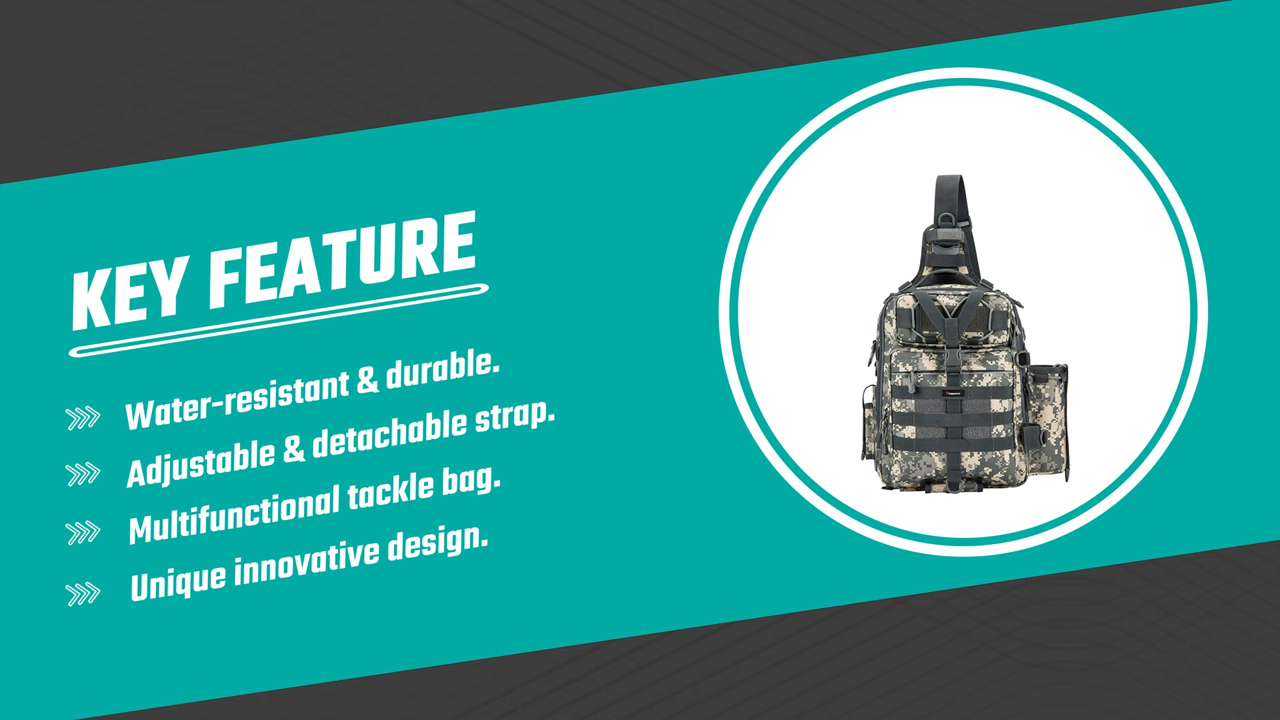 KEY FEATURE
Water-resistant & durable.
Adjustable & detachable strap.
Multifunctional tackle bag.
Unique innovative design.